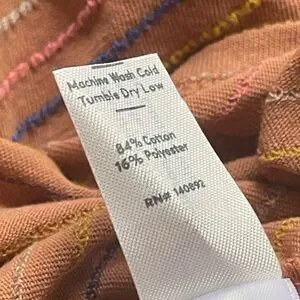 Machine Wash Cold
Tumble Dry Low
84% Cotton
16% Polyester
RN# 140892